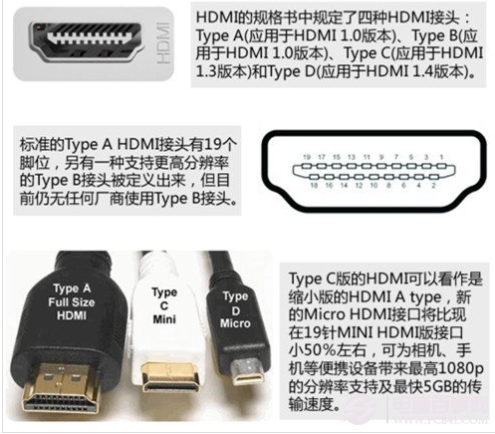 HDMI
HDMI的规格书中规定了四种HDMI接头：
Type A(应用于HDMI 1.0版本)、Type B(应
用于HDMI 1.0版本)、Type C(应用于HDMI
1.3版本)和Type D(应用于HDMI 1.4版本)。
标准的Type A HDMI接头有19个
脚位，另有一种支持更高分辨率
的Type B接头被定义出来，但目
前仍无任何厂商使用Type B接头。
19 17 15 13 11 9 7 5 3 1
18 16 14 12 10 8 6 4 2
Type A
Full Size
HDMI
Type
C
Mini
Type
D
Micro
Type C版的HDMI可以看作是
缩小版的HDMI A type，新
的Micro HDMI接口将比现
在19针MINI HDMI版接口
小50%左右，可为相机、手
机等便携设备带来最高1080p
的分辨率支持及最快5GB的传
输速度。